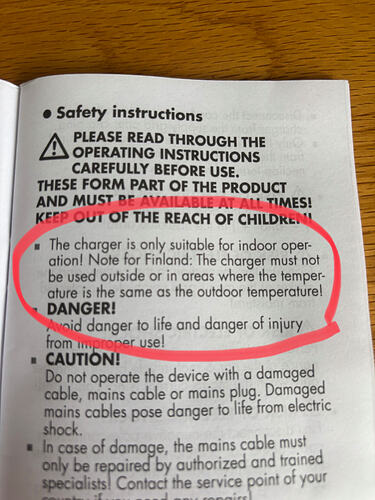 • Safety instructions
PLEASE READ THROUGH THE
OPERATING INSTRUCTIONS
CAREFULLY BEFORE USE.
THESE FORM PART OF THE PRODUCT
AND MUST BE AVAILABLE AT ALL TIMES!
KEEP OUT OF THE REACH OF CHILDREN!
▪ The charger is only suitable for indoor oper-
ation! Note for Finland: The charger must not
be used outside or in areas where the temper-
ature is the same as the outdoor temperature!
▪ DANGER!
Avoid danger to life and danger of injury
from improper use!
▪ CAUTION!
Do not operate the device with a damaged
cable, mains cable or mains plug. Damaged
mains cables pose danger to life from electric
shock.
▪ In case of damage, the mains cable must
only be repaired by authorized and trained
specialists! Contact the service point of your
country if you need any repairs!